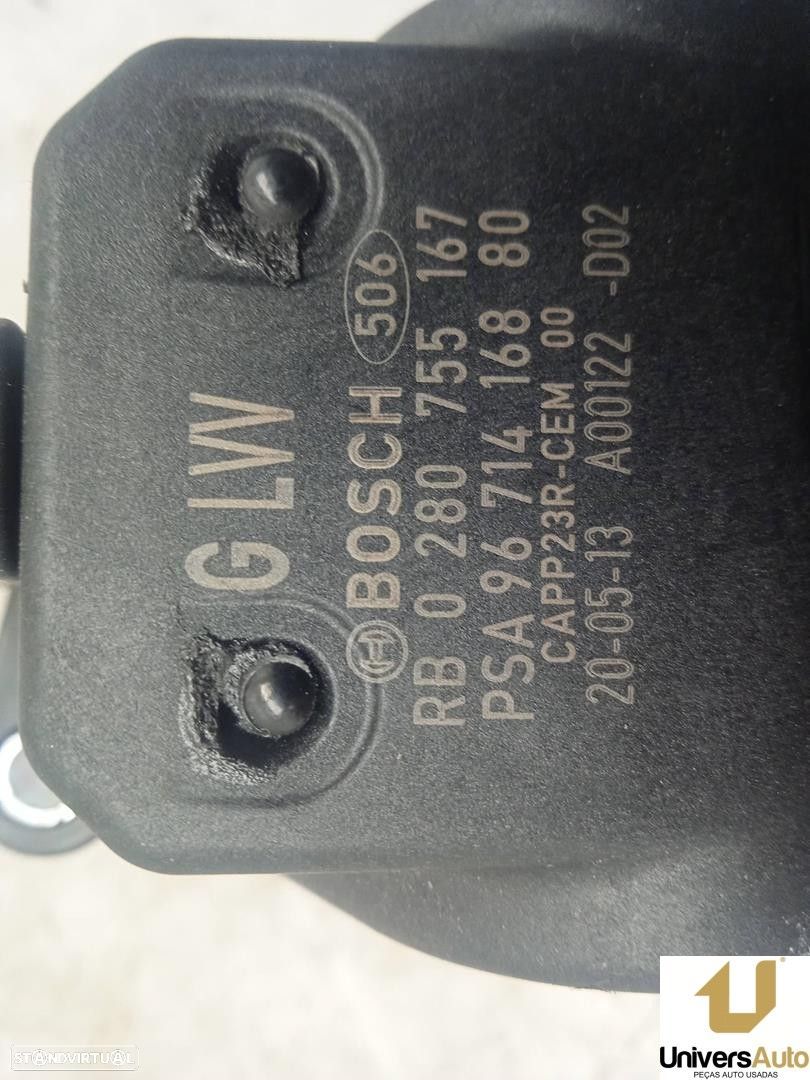 G LW
BOSCH 506
RB 0 280 755 167
PSA 96 714 168 80
CAPP23R-CEM 00
20-05-13 A00122 -D02
STANDVIRTUAL
UniversAuto
PEÇAS AUTO USADAS